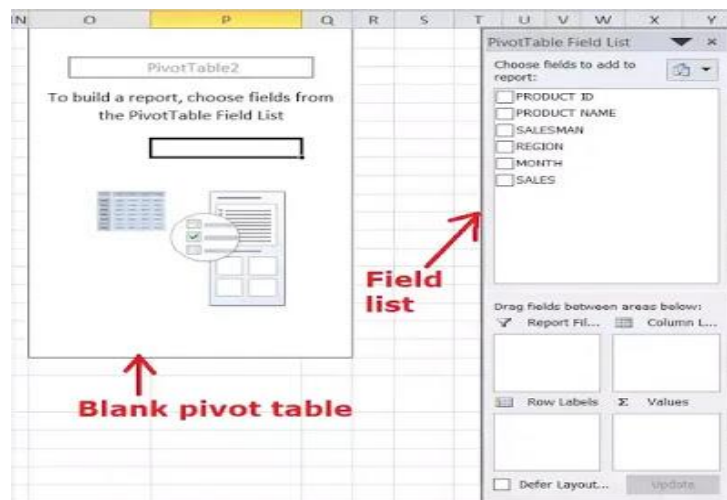 N O P Q R S T U V W X Y
PivotTable2
To build a report, choose fields from
the PivotTable Field List
PivotTable Field List
Choose fields to add to
report:
PRODUCT ID
PRODUCT NAME
SALESMAN
REGION
MONTH
SALES
Field
list
Blank pivot table
Drag fields between areas below:
Report Fil... Column L...
Row Labels Σ Values
Defer Layout... Update